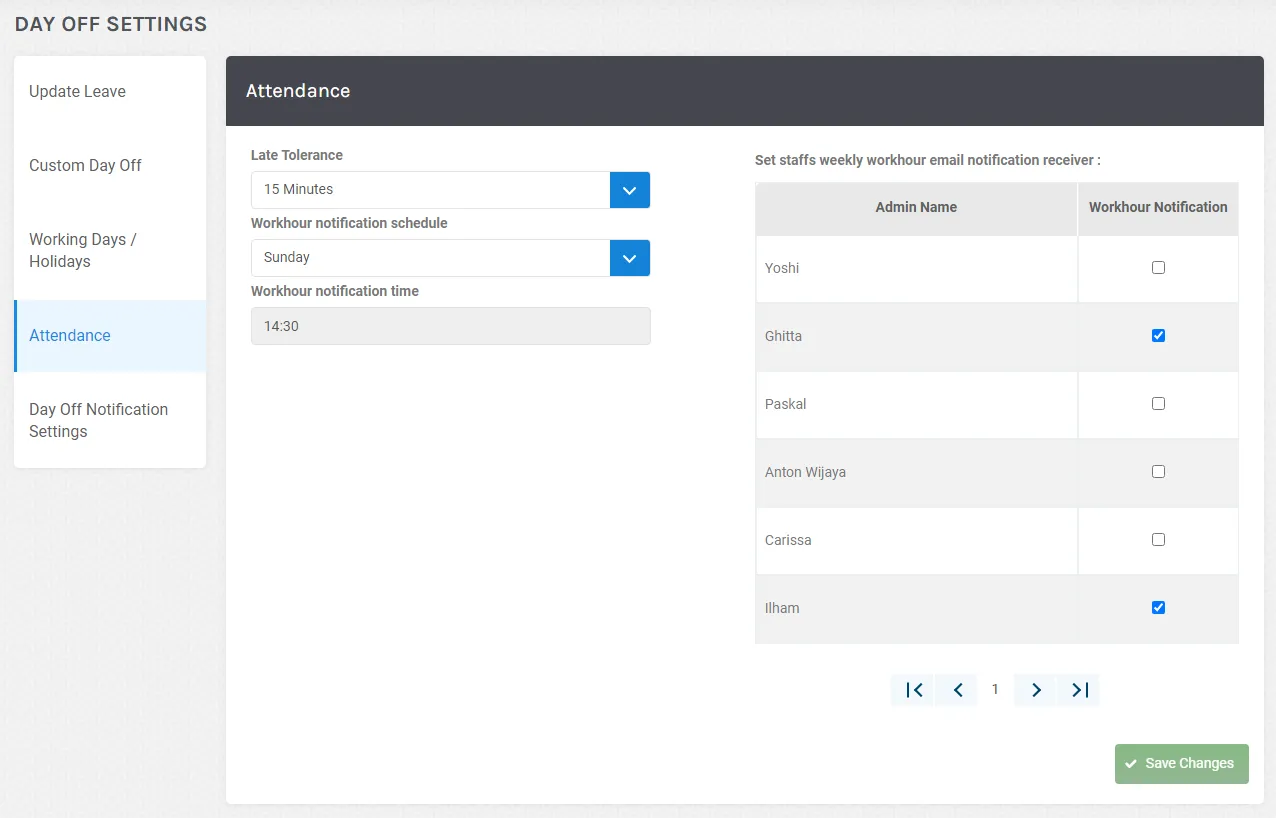 DAY OFF SETTINGS
Update Leave
Custom Day Off
Working Days /
Holidays
Attendance
Day Off Notification
Settings
Attendance
Late Tolerance
15 Minutes
Workhour notification schedule
Sunday
Workhour notification time
14:30
Set staffs weekly workhour email notification receiver :
Admin Name Workhour Notification
Yoshi
Ghitta
Paskal
Anton Wijaya
Carissa
Ilham
1
Save Changes